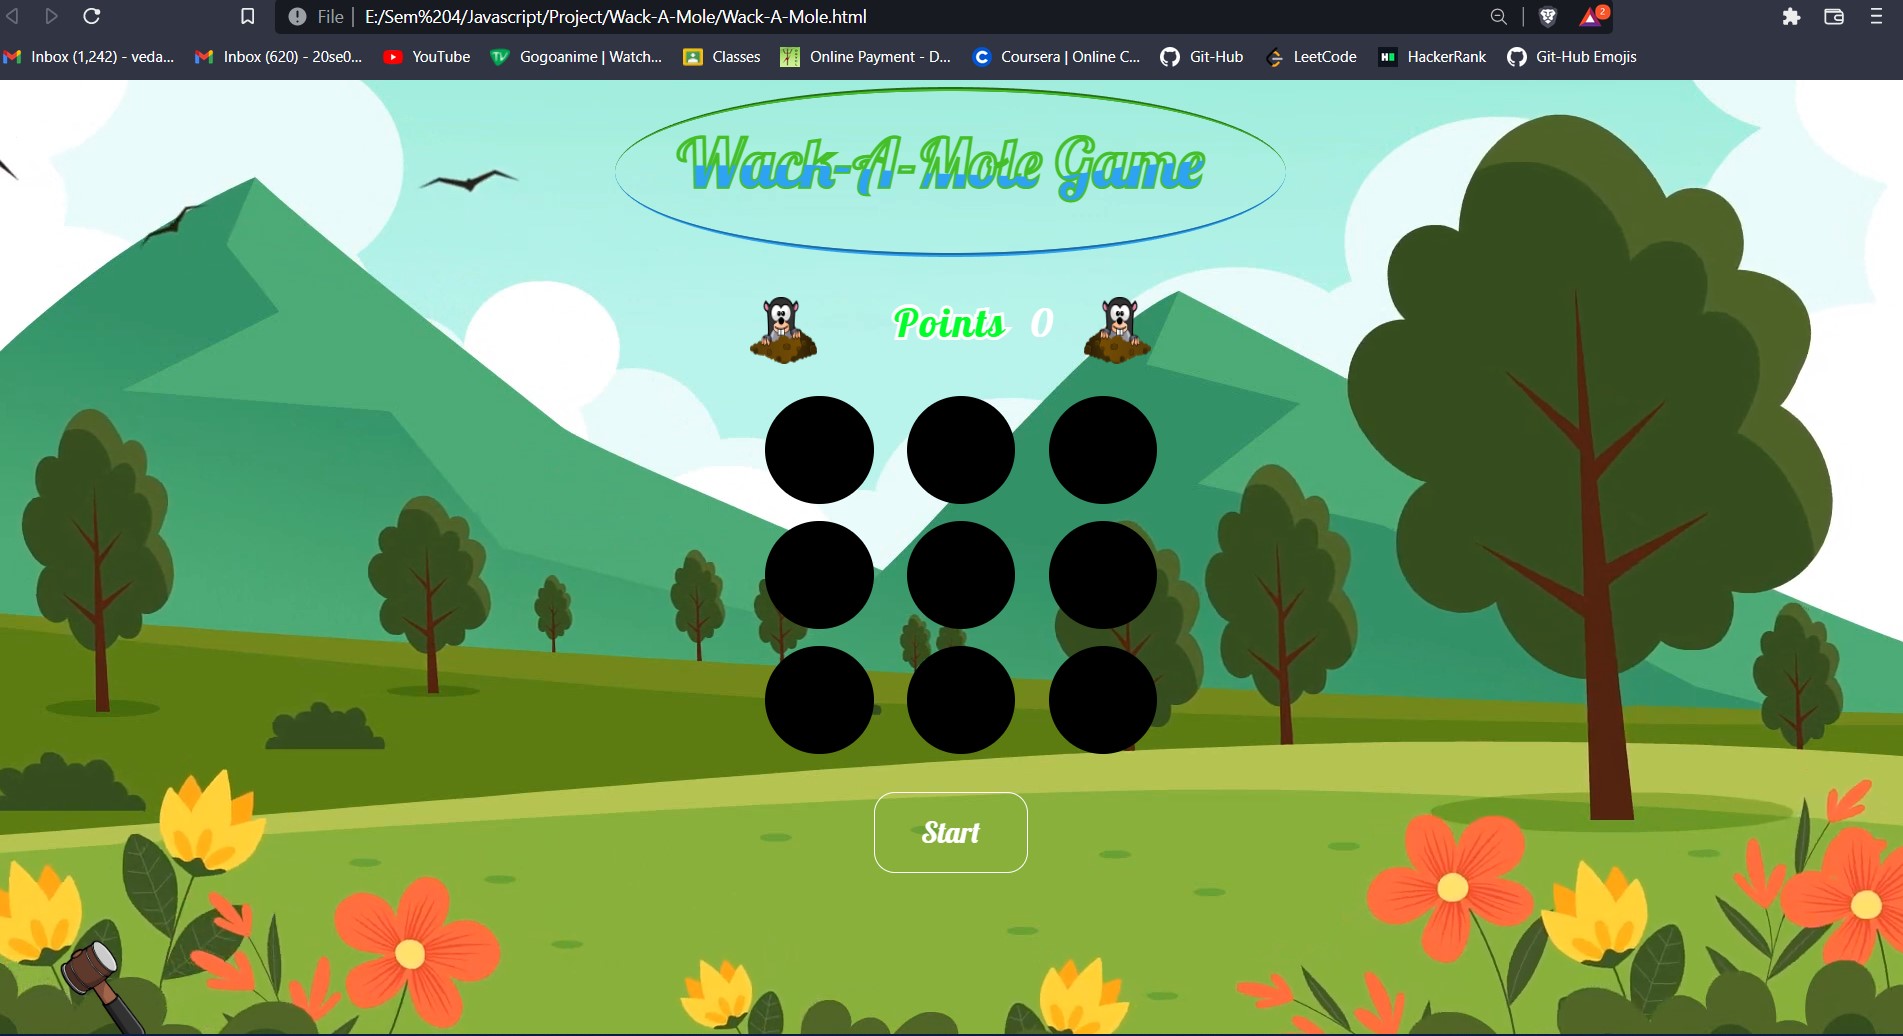 File | E:/Sem%204/Javascript/Project/Wack-A-Mole/Wack-A-Mole.html 2
Inbox (1,242) - veda... Inbox (620) - 20se0... YouTube Gogoanime | Watch... Classes Online Payment - D... Coursera | Online C... Git-Hub LeetCode HackerRank Git-Hub Emojis
Wack-A-Mole Game
Points 0
Start